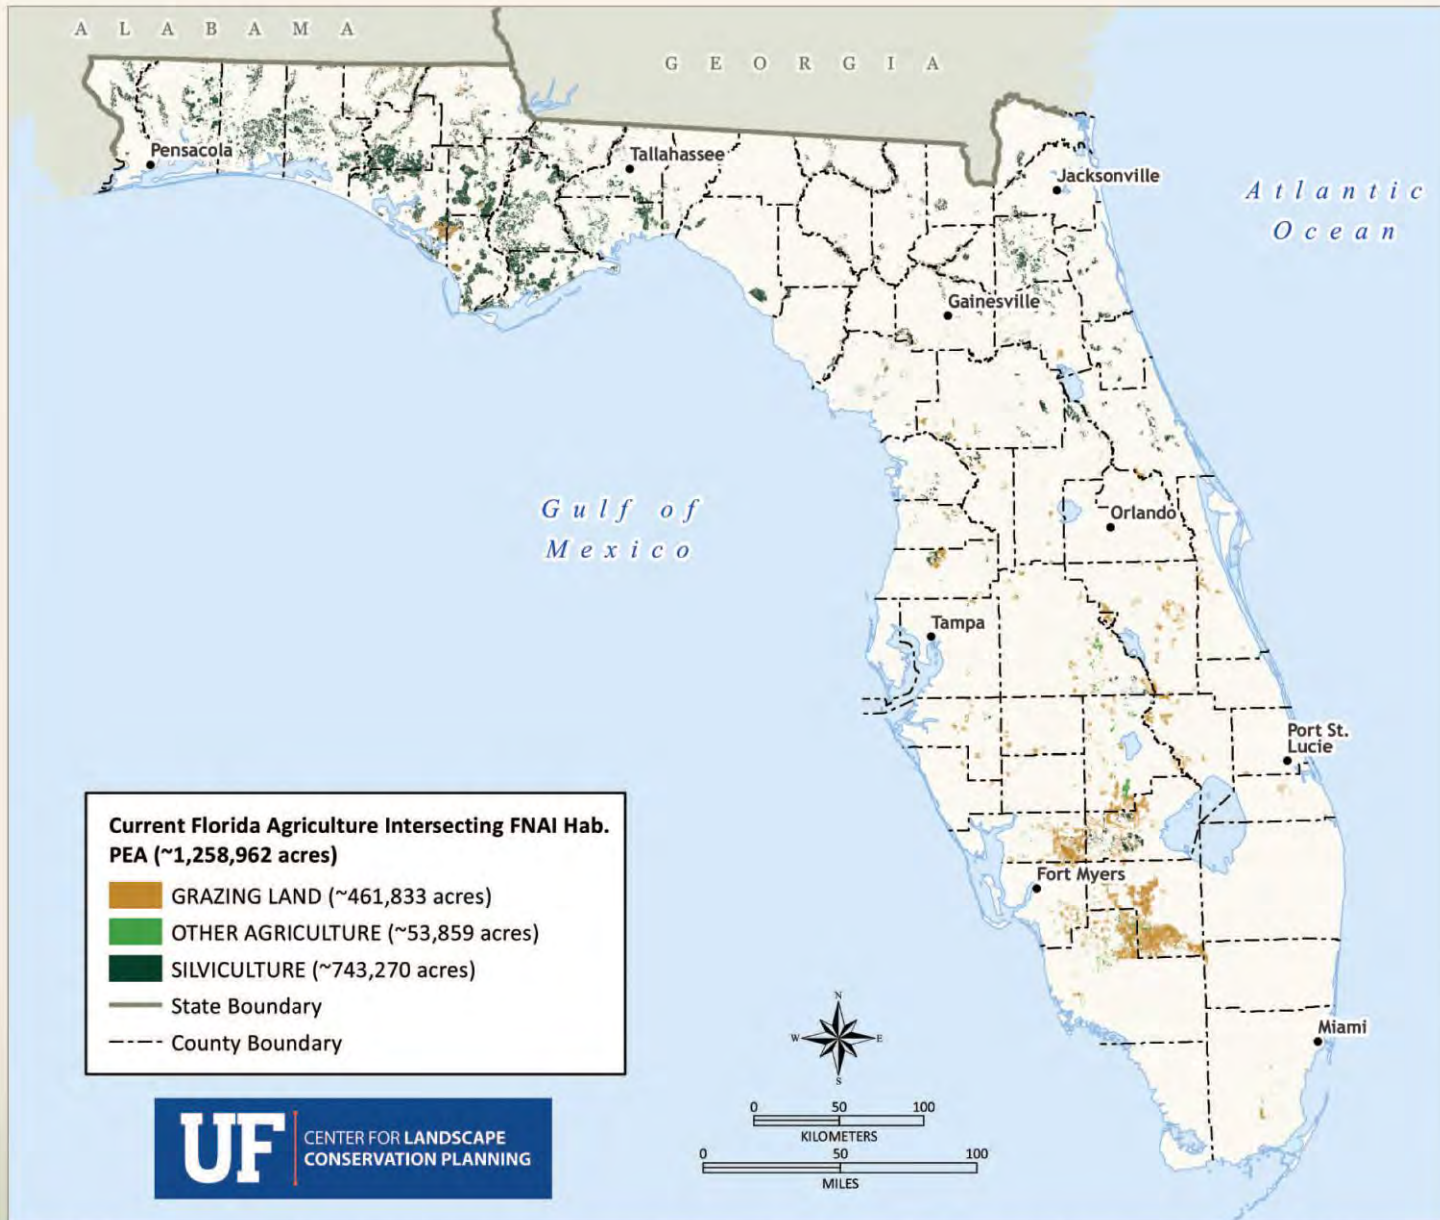 A L A B A M A
G E O R G I A
Pensacola
Tallahassee
Jacksonville
Atlantic
Ocean
Gainesville
Gulf of
Mexico
Orlando
Tampa
Port St.
Lucie
Fort Myers
Miami
Current Florida Agriculture Intersecting FNAI Hab.
PEA (~1,258,962 acres)
GRAZING LAND (~461,833 acres)
OTHER AGRICULTURE (~53,859 acres)
SILVICULTURE (~743,270 acres)
State Boundary
County Boundary
N
W E
S
0 50 100
KILOMETERS
0 50 100
MILES
UF CENTER FOR LANDSCAPE
CONSERVATION PLANNING